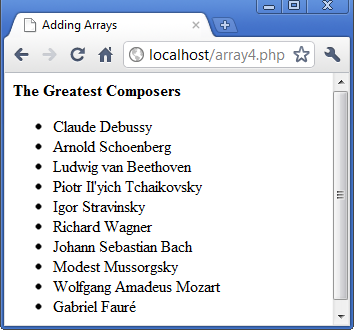 Adding Arrays
localhost/array4.php
The Greatest Composers
Claude Debussy
Arnold Schoenberg
Ludwig van Beethoven
Piotr Il'yich Tchaikovsky
Igor Stravinsky
Richard Wagner
Johann Sebastian Bach
Modest Mussorgsky
Wolfgang Amadeus Mozart
Gabriel Fauré